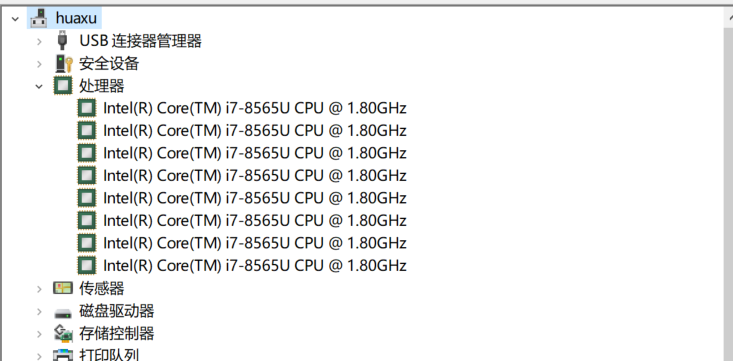 huaxu
USB 连接器管理器
安全设备
处理器
Intel(R) Core(TM) i7-8565U CPU @ 1.80GHz
Intel(R) Core(TM) i7-8565U CPU @ 1.80GHz
Intel(R) Core(TM) i7-8565U CPU @ 1.80GHz
Intel(R) Core(TM) i7-8565U CPU @ 1.80GHz
Intel(R) Core(TM) i7-8565U CPU @ 1.80GHz
Intel(R) Core(TM) i7-8565U CPU @ 1.80GHz
Intel(R) Core(TM) i7-8565U CPU @ 1.80GHz
Intel(R) Core(TM) i7-8565U CPU @ 1.80GHz
传感器
磁盘驱动器
存储控制器
打印队列